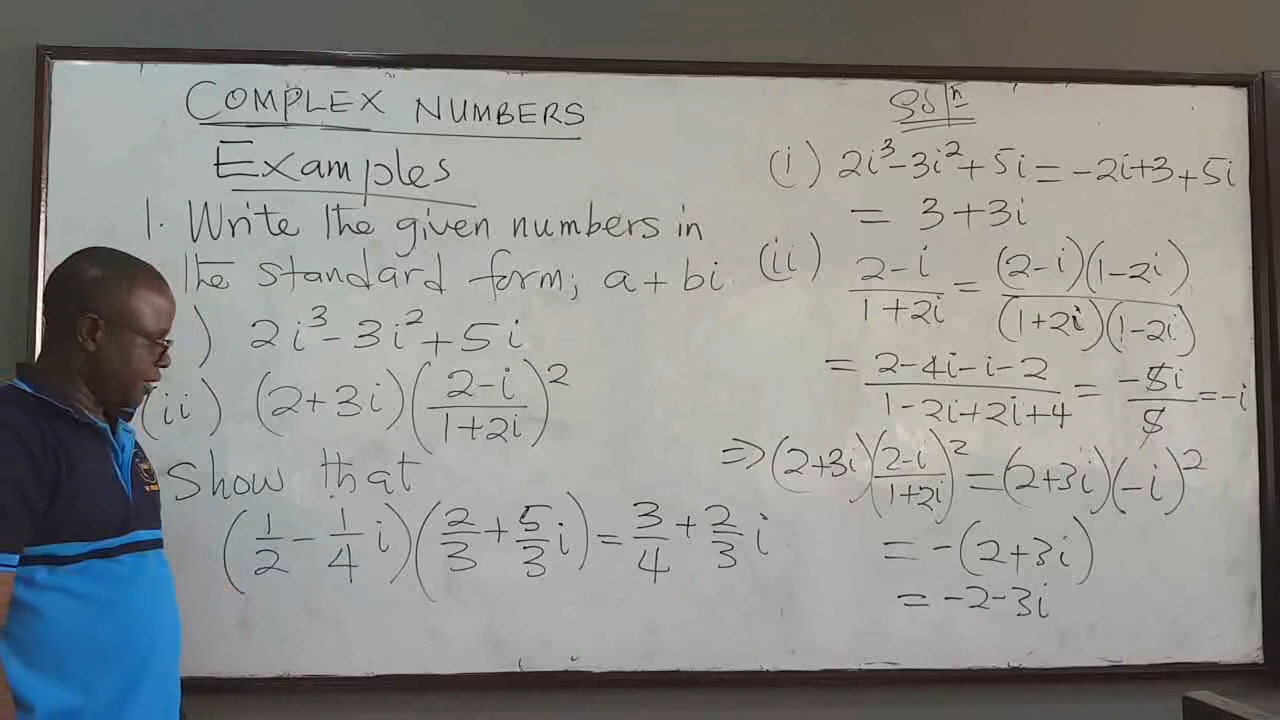 COMPLEX NUMBERS
Examples
1. Write the given numbers in
the standard form; a + bi
) 2i³ - 3i² + 5i
(ii) (2+3i)((2-i)/(1+2i))²
Show that
(1/2 - 1/4 i)(2/3 + 5/3 i) = 3/4 + 2/3 i
Solⁿ
(i) 2i³ - 3i² + 5i = -2i + 3 + 5i
= 3 + 3i
(ii) (2-i)/(1+2i) = (2-i)(1-2i)/(1+2i)(1-2i)
= (2-4i-i-2)/(1-2i+2i+4) = -5i/5 = -i
⇒ (2+3i)((2-i)/(1+2i))² = (2+3i)(-i)²
= -(2+3i)
= -2-3i